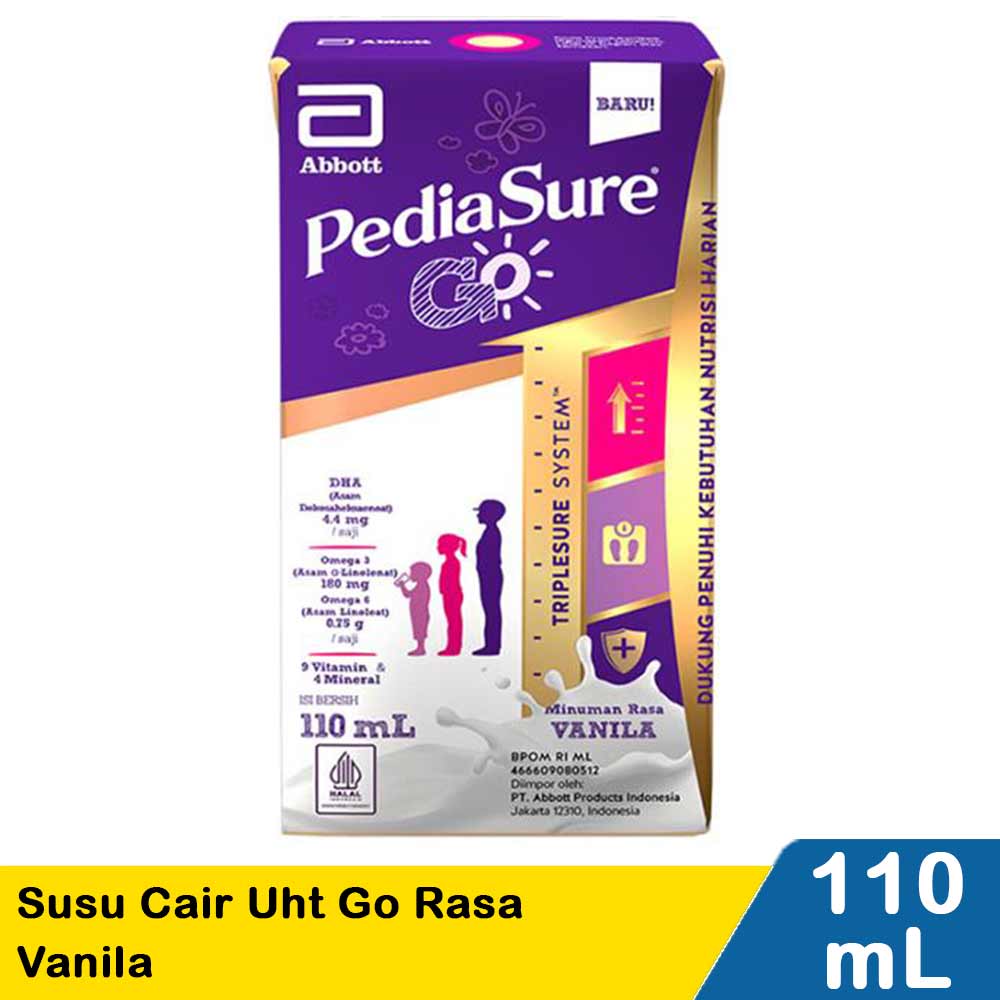 Abbott
BARU!
Abbott
PediaSure®
Go
DUKUNG PENUHI KEBUTUHAN NUTRISI HARIAN
TRIPLESURE SYSTEM™
DHA
(Asam
Dokosaheksaenoat)
4.4 mg
/ saji
Omega 3
(Asam α-Linolenat)
180 mg
Omega 6
(Asam Linoleat)
0.75 g
/ saji
9 Vitamin &
4 Mineral
ISI BERSIH
110 mL
HALAL
INDONESIA
Minuman Rasa
VANILA
BPOM RI ML
466609080512
Diimpor oleh:
PT. Abbott Products Indonesia
Jakarta 12310, Indonesia
Susu Cair Uht Go Rasa
Vanila
110
mL